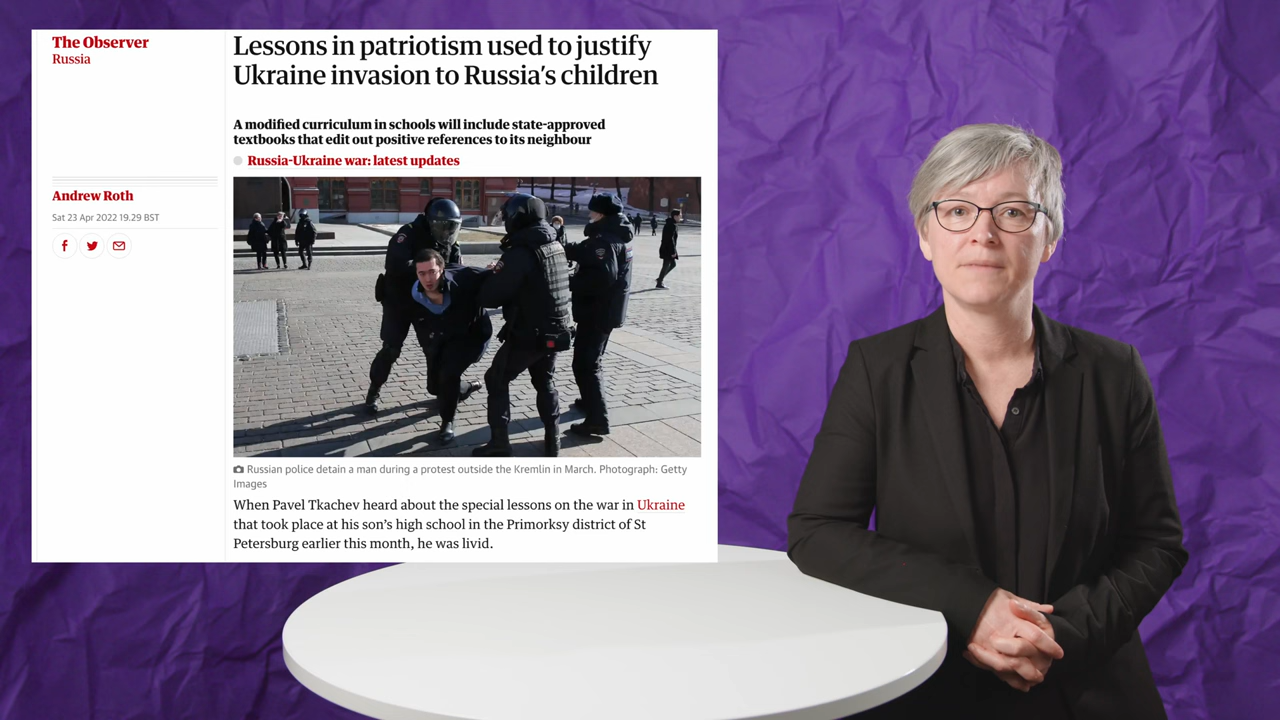 The Observer
Russia
Lessons in patriotism used to justify
Ukraine invasion to Russia's children
A modified curriculum in schools will include state-approved
textbooks that edit out positive references to its neighbour
Russia-Ukraine war: latest updates
Andrew Roth
Sat 23 Apr 2022 19.29 BST
Russian police detain a man during a protest outside the Kremlin in March. Photograph: Getty
Images
When Pavel Tkachev heard about the special lessons on the war in Ukraine
that took place at his son's high school in the Primorksy district of St
Petersburg earlier this month, he was livid.